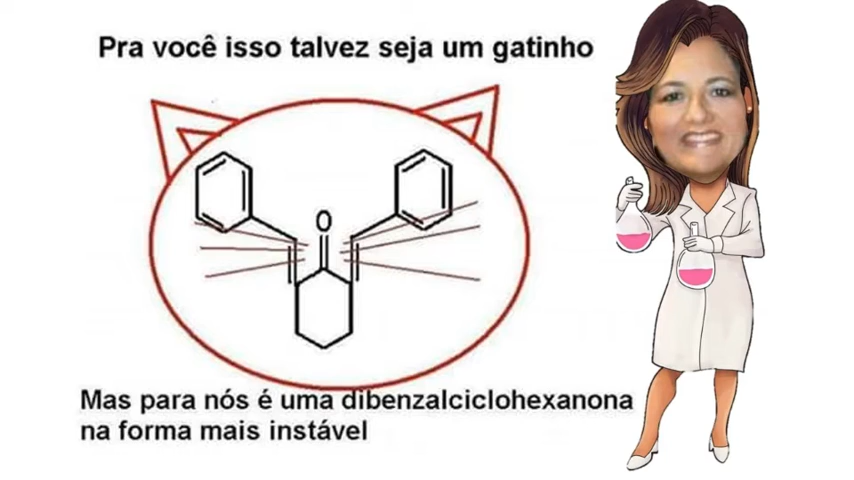 Pra você isso talvez seja um gatinho
O
Mas para nós é uma dibenzalciclohexanona
na forma mais instável